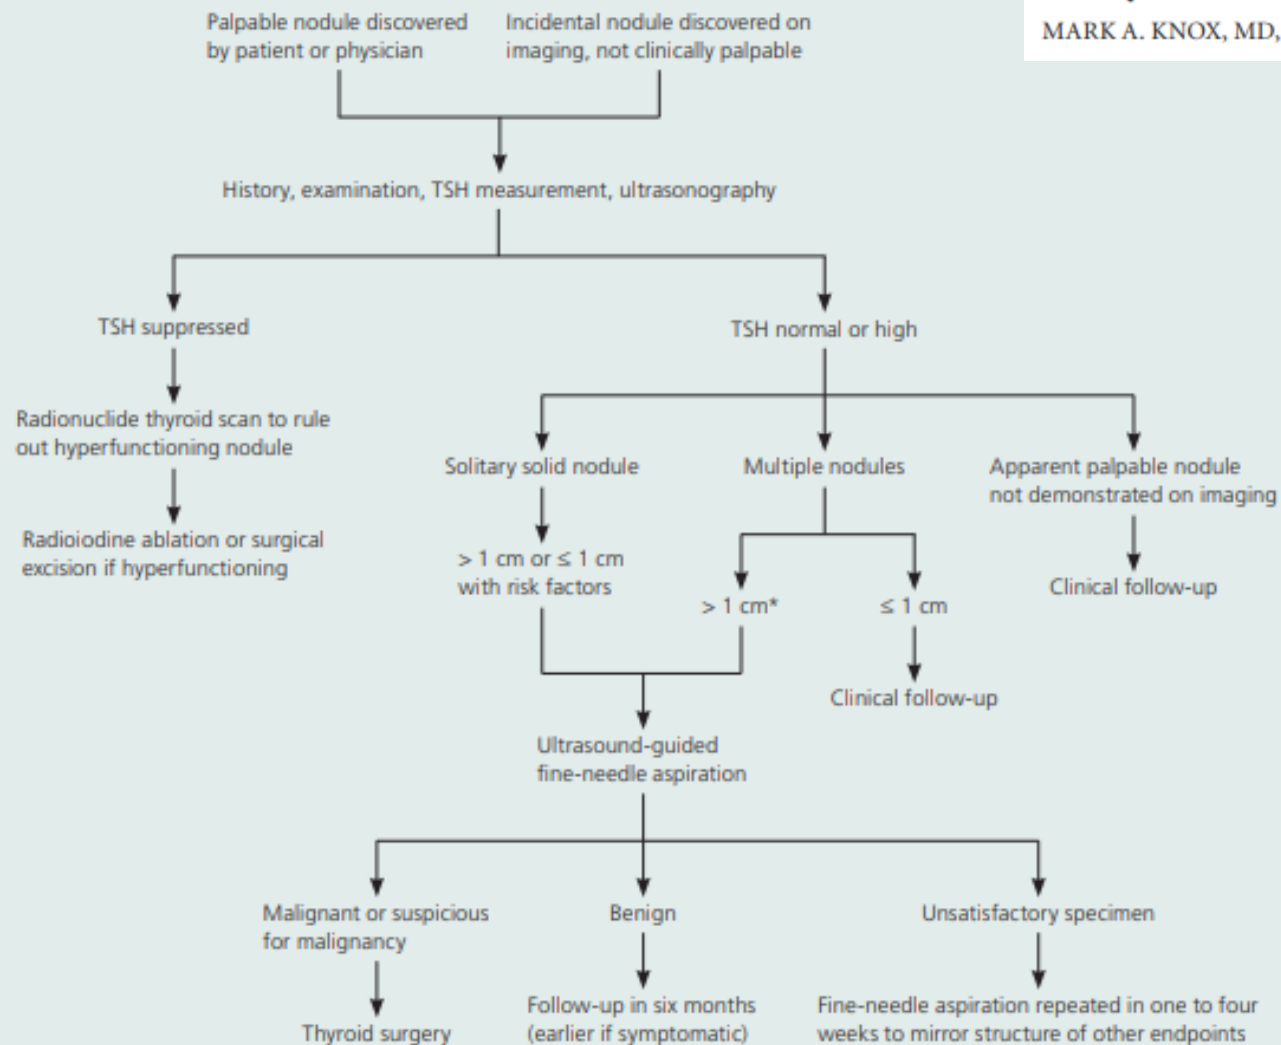 MARK A. KNOX, MD,
Palpable nodule discovered
by patient or physician
Incidental nodule discovered on
imaging, not clinically palpable
History, examination, TSH measurement, ultrasonography
TSH suppressed
TSH normal or high
Radionuclide thyroid scan to rule
out hyperfunctioning nodule
Radioiodine ablation or surgical
excision if hyperfunctioning
Solitary solid nodule
Multiple nodules
Apparent palpable nodule
not demonstrated on imaging
> 1 cm or ≤ 1 cm
with risk factors
> 1 cm*
≤ 1 cm
Clinical follow-up
Clinical follow-up
Ultrasound-guided
fine-needle aspiration
Malignant or suspicious
for malignancy
Benign
Unsatisfactory specimen
Thyroid surgery
Follow-up in six months
(earlier if symptomatic)
Fine-needle aspiration repeated in one to four
weeks to mirror structure of other endpoints